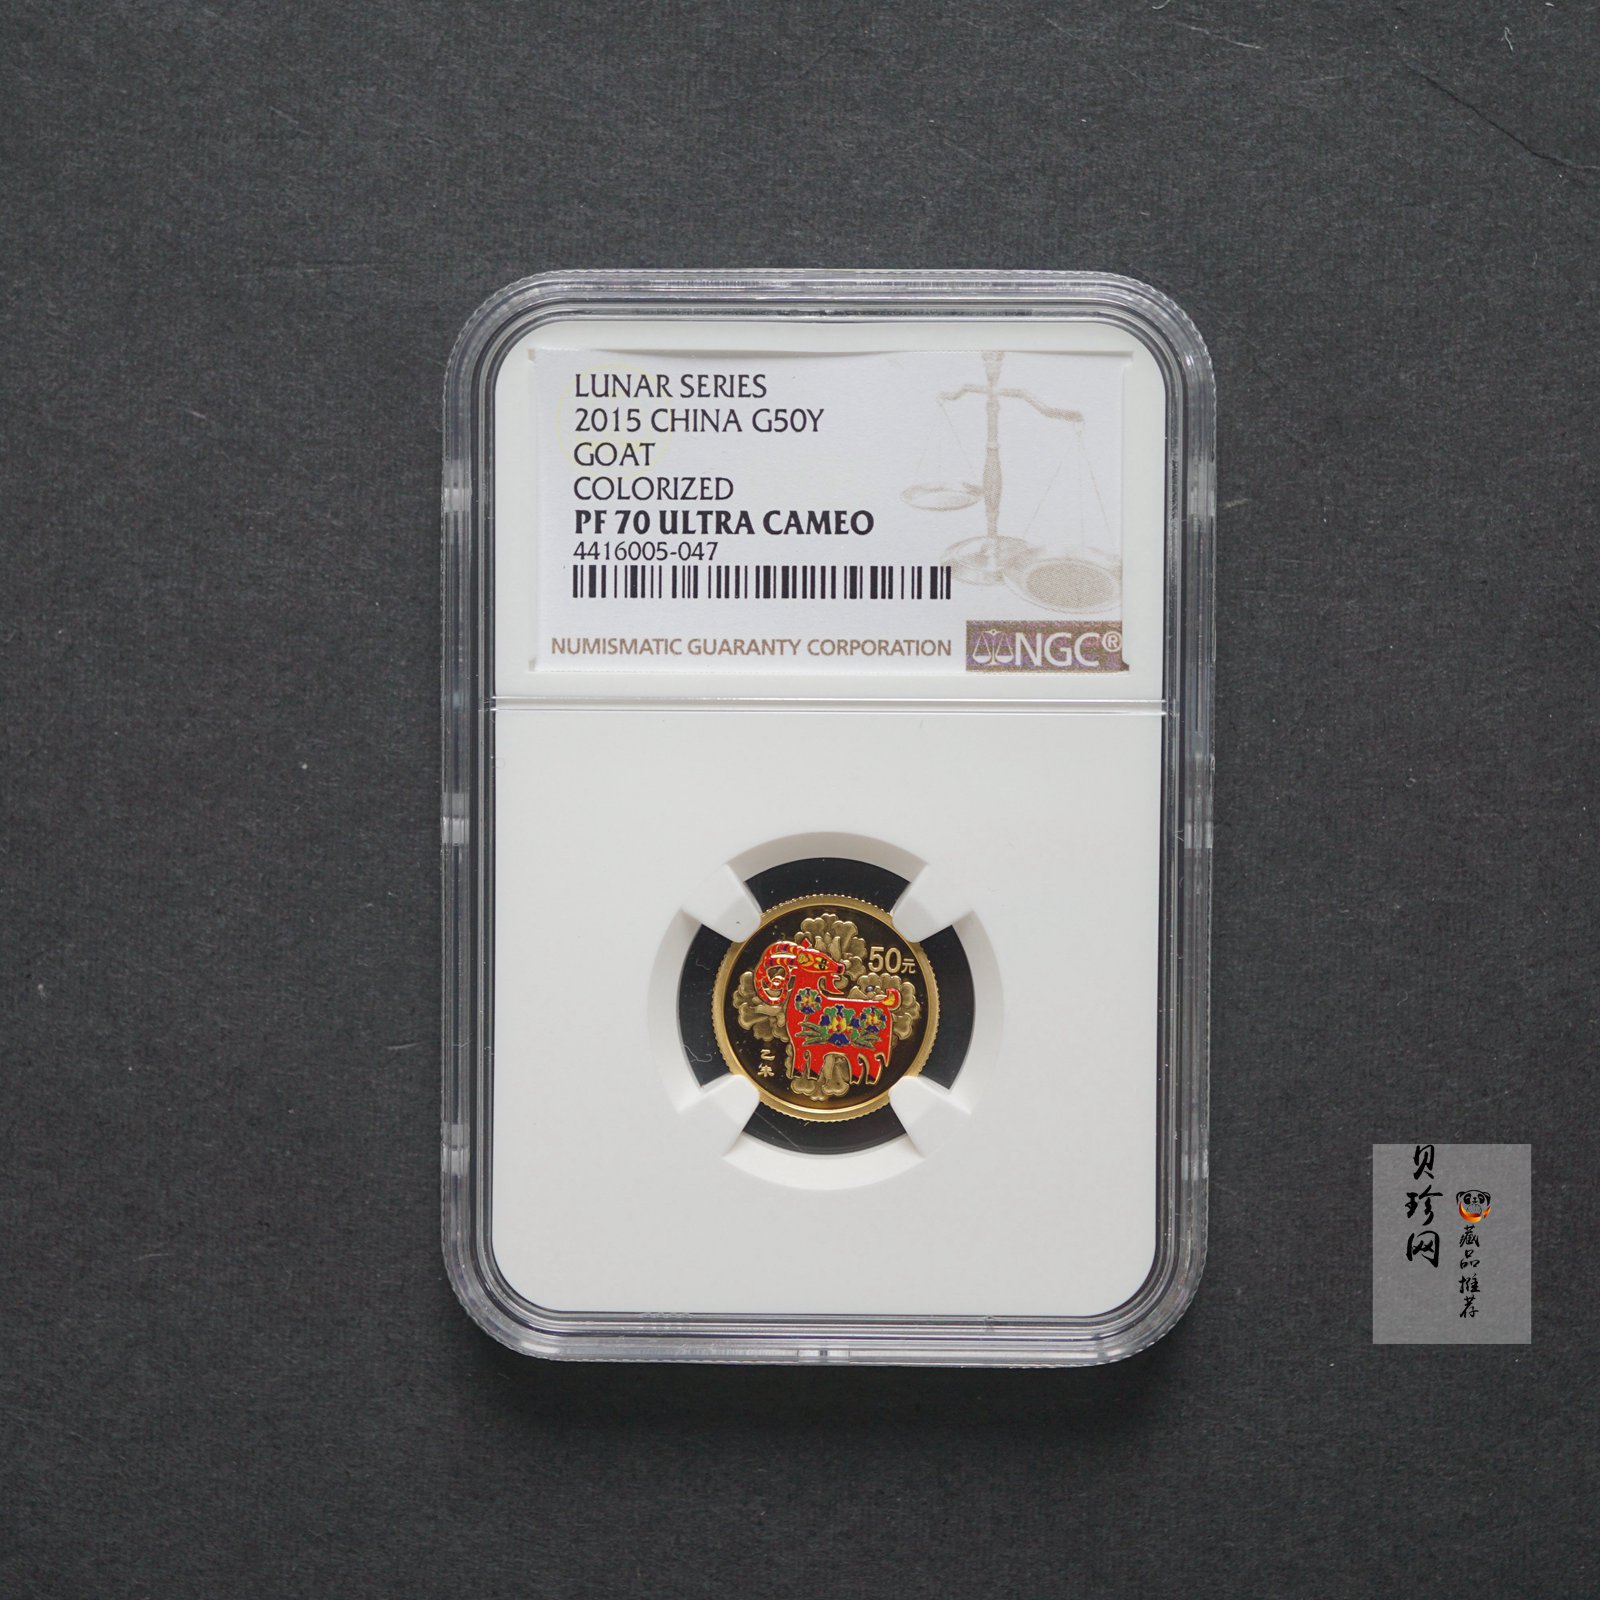 LUNAR SERIES
2015 CHINA G50Y
GOAT
COLORIZED
PF 70 ULTRA CAMEO
4416005-047
NUMISMATIC GUARANTY CORPORATION
NGC®
50元
乙未
贝珍网
藏品推荐